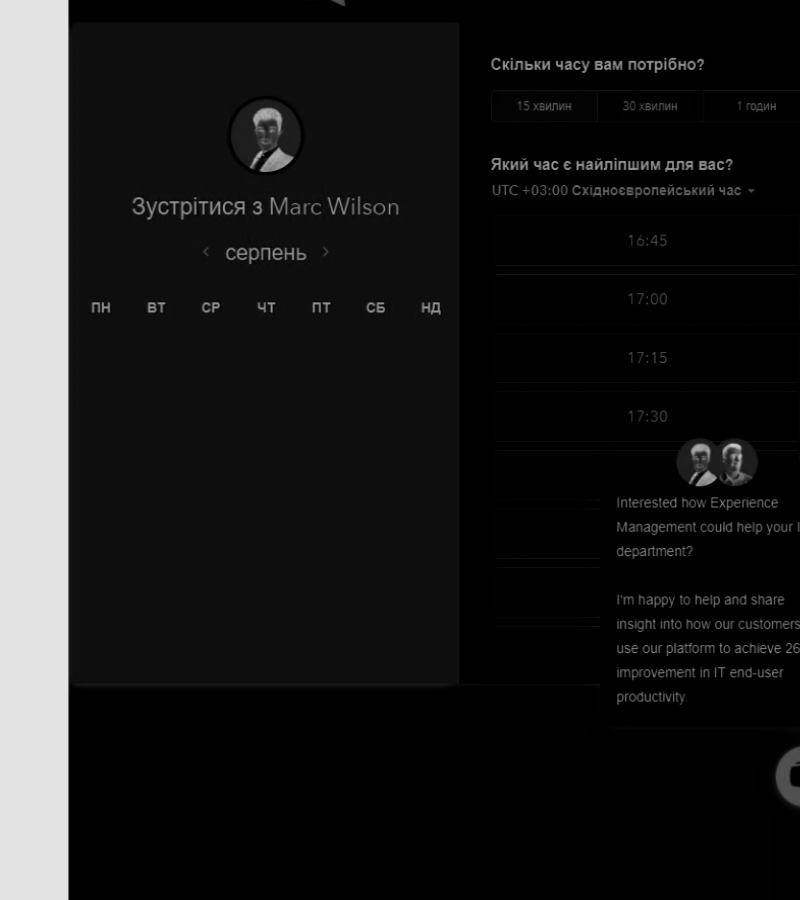 Зустрітися з Marc Wilson
серпень
ПН ВТ СР ЧТ ПТ СБ НД
Скільки часу вам потрібно?
15 хвилин 30 хвилин 1 годин
Який час є найліпшим для вас?
UTC +03:00 Східноєвропейський час
16:45
17:00
17:15
17:30
Interested how Experience
Management could help your
department?
I'm happy to help and share
insight into how our customers
use our platform to achieve 26
improvement in IT end-user
productivity.